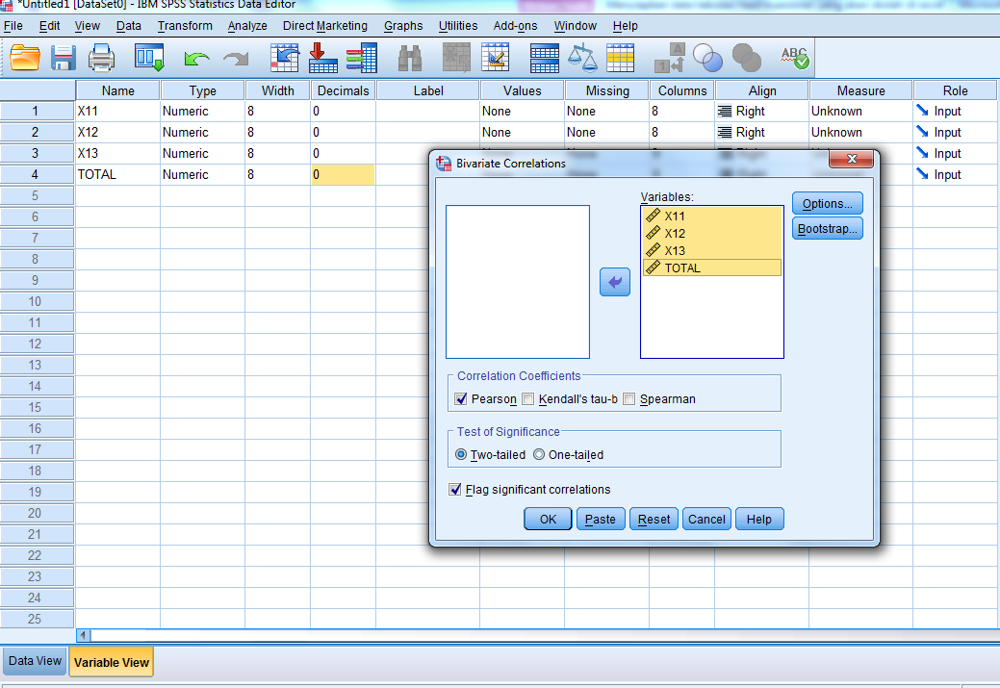 *Untitled1 [DataSet0] - IBM SPSS Statistics Data Editor
File Edit View Data Transform Analyze Direct Marketing Graphs Utilities Add-ons Window Help
Name Type Width Decimals Label Values Missing Columns Align Measure Role
1 X11 Numeric 8 0 None None 8 Right Unknown Input
2 X12 Numeric 8 0 None None 8 Right Unknown Input
3 X13 Numeric 8 0 Input
4 TOTAL Numeric 8 0 Input
5
6
7
8
9
10
11
12
13
14
15
16
17
18
19
20
21
22
23
24
25
Bivariate Correlations
Variables:
X11
X12
X13
TOTAL
Options...
Bootstrap...
Correlation Coefficients
Pearson Kendall's tau-b Spearman
Test of Significance
Two-tailed One-tailed
Flag significant correlations
OK Paste Reset Cancel Help
Data View Variable View